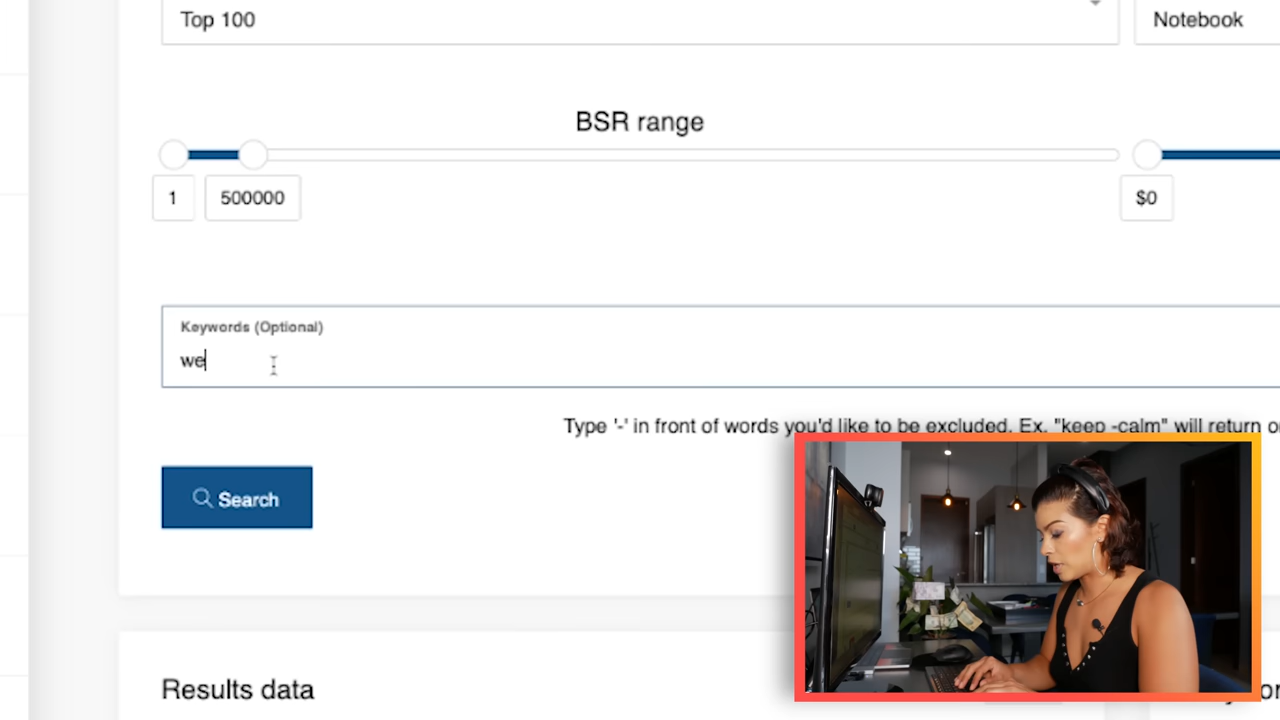 Top 100
Notebook
BSR range
1
500000
$0
Keywords (Optional)
we
Type '-' in front of words you'd like to be excluded. Ex. "keep -calm" will return
Search
Results data